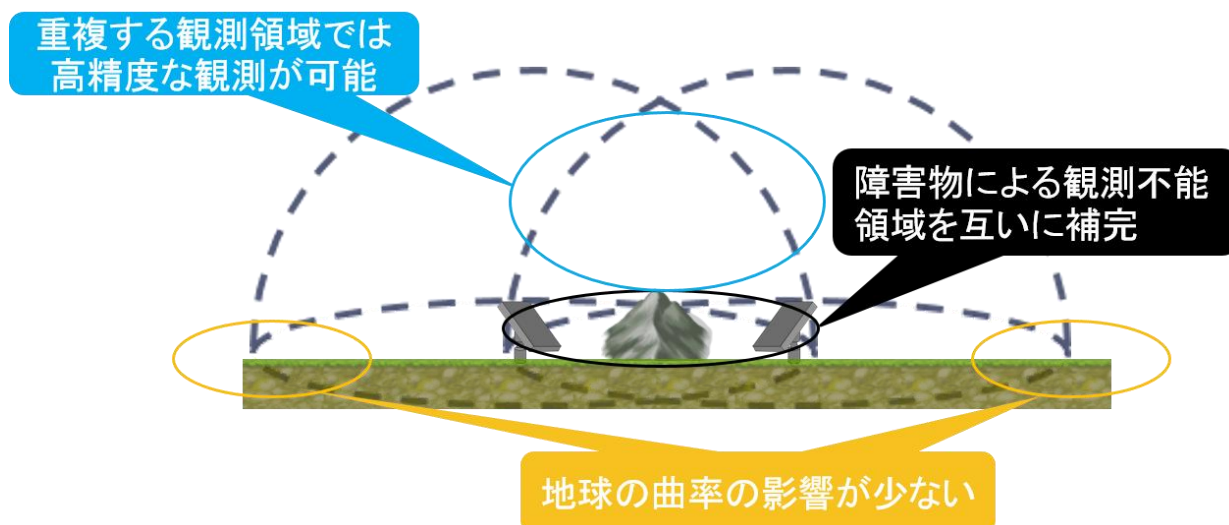 重複する観測領域では
高精度な観測が可能
障害物による観測不能
領域を互いに補完
地球の曲率の影響が少ない